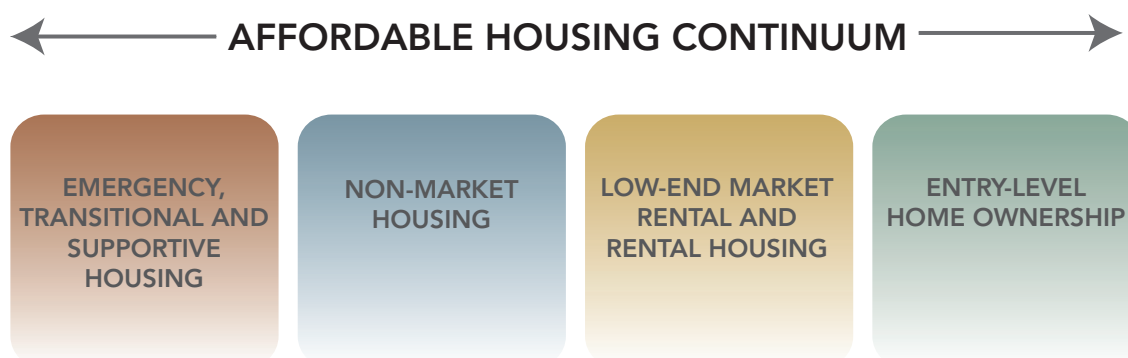 AFFORDABLE HOUSING CONTINUUM
EMERGENCY,
TRANSITIONAL AND
SUPPORTIVE
HOUSING
NON-MARKET
HOUSING
LOW-END MARKET
RENTAL AND
RENTAL HOUSING
ENTRY-LEVEL
HOME OWNERSHIP